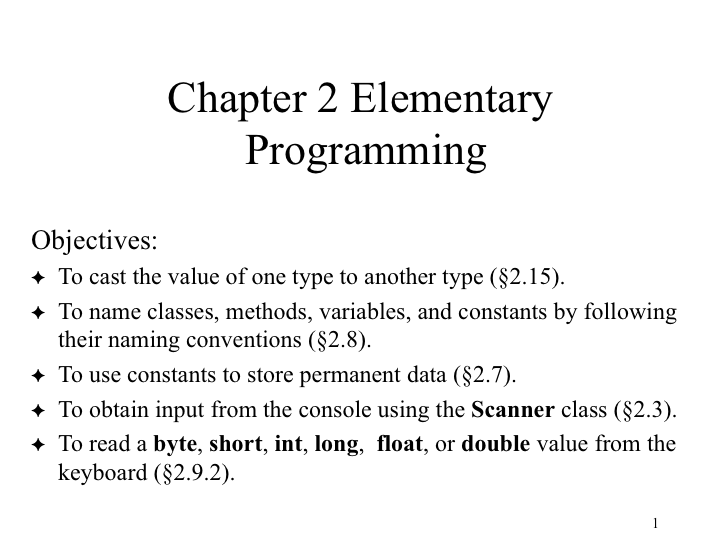 Chapter 2 Elementary
Programming
Objectives:
✦ To cast the value of one type to another type (§2.15).
✦ To name classes, methods, variables, and constants by following
their naming conventions (§2.8).
✦ To use constants to store permanent data (§2.7).
✦ To obtain input from the console using the Scanner class (§2.3).
✦ To read a byte, short, int, long, float, or double value from the
keyboard (§2.9.2).
1